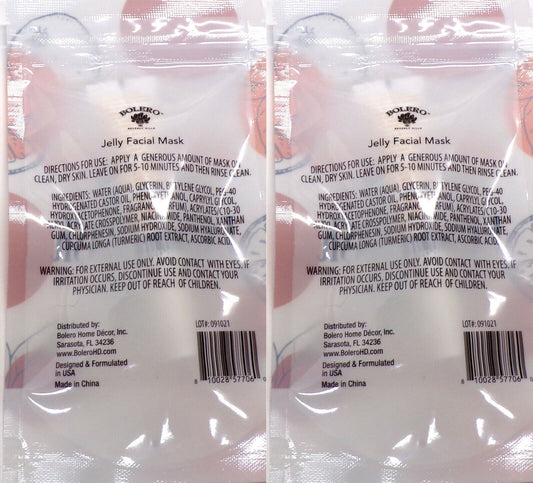 BOLERO
BEVERLY HILLS
Jelly Facial Mask
DIRECTIONS FOR USE: APPLY A GENEROUS AMOUNT OF MASK ON
CLEAN, DRY SKIN. LEAVE ON FOR 5-10 MINUTES AND THEN RINSE CLEAN.
INGREDIENTS: WATER (AQUA), GLYCERIN, BUTYLENE GLYCOL, PEG-40
HYDROGENATED CASTOR OIL, PHENOXYETHANOL, CAPRYLYL GLYCOL,
HYDROXYACETOPHENONE, FRAGRANCE (PARFUM), ACRYLATES/C10-30
ACRYLATE CROSSPOLYMER, NIACINAMIDE, PANTHENOL, XANTHAN
GUM, CHLORPHENESIN, SODIUM HYDROXIDE, SODIUM HYALURONATE,
CURCUMA LONGA (TURMERIC) ROOT EXTRACT, ASCORBIC ACID
WARNING: FOR EXTERNAL USE ONLY. AVOID CONTACT WITH EYES. IF
IRRITATION OCCURS, DISCONTINUE USE AND CONTACT YOUR
PHYSICIAN. KEEP OUT OF REACH OF CHILDREN.
Distributed by:
Bolero Home Décor, Inc.
Sarasota, FL 34236
www.BoleroHD.com
Designed & Formulated
in USA
Made in China
LOT#: 091021
8 10028 57706 0
BOLERO
BEVERLY HILLS
Jelly Facial Mask
DIRECTIONS FOR USE: APPLY A GENEROUS AMOUNT OF MASK ON
CLEAN, DRY SKIN. LEAVE ON FOR 5-10 MINUTES AND THEN RINSE CLEAN.
INGREDIENTS: WATER (AQUA), GLYCERIN, BUTYLENE GLYCOL, PEG-40
HYDROGENATED CASTOR OIL, PHENOXYETHANOL, CAPRYLYL GLYCOL,
HYDROXYACETOPHENONE, FRAGRANCE (PARFUM), ACRYLATES/C10-30
ACRYLATE CROSSPOLYMER, NIACINAMIDE, PANTHENOL, XANTHAN
GUM, CHLORPHENESIN, SODIUM HYDROXIDE, SODIUM HYALURONATE,
CURCUMA LONGA (TURMERIC) ROOT EXTRACT, ASCORBIC ACID
WARNING: FOR EXTERNAL USE ONLY. AVOID CONTACT WITH EYES. IF
IRRITATION OCCURS, DISCONTINUE USE AND CONTACT YOUR
PHYSICIAN. KEEP OUT OF REACH OF CHILDREN.
Distributed by:
Bolero Home Décor, Inc.
Sarasota, FL 34236
www.BoleroHD.com
Designed & Formulated
in USA
Made in China
LOT#: 091021
8 10028 57706